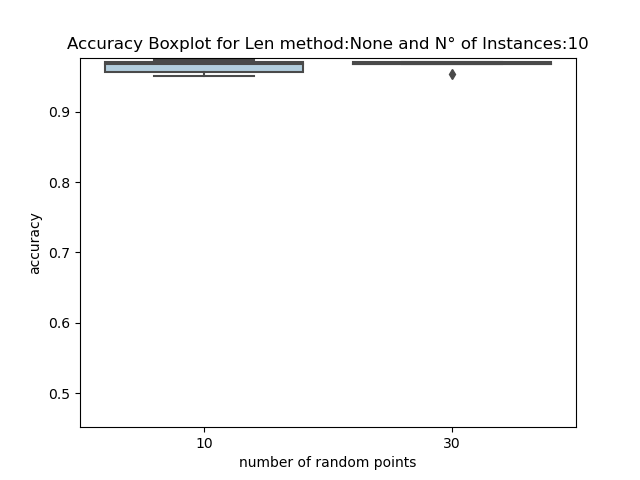 Accuracy Boxplot for Len method:None and N° of Instances:10
0.9
0.8
0.7
0.6
0.5
accuracy
10
30
number of random points